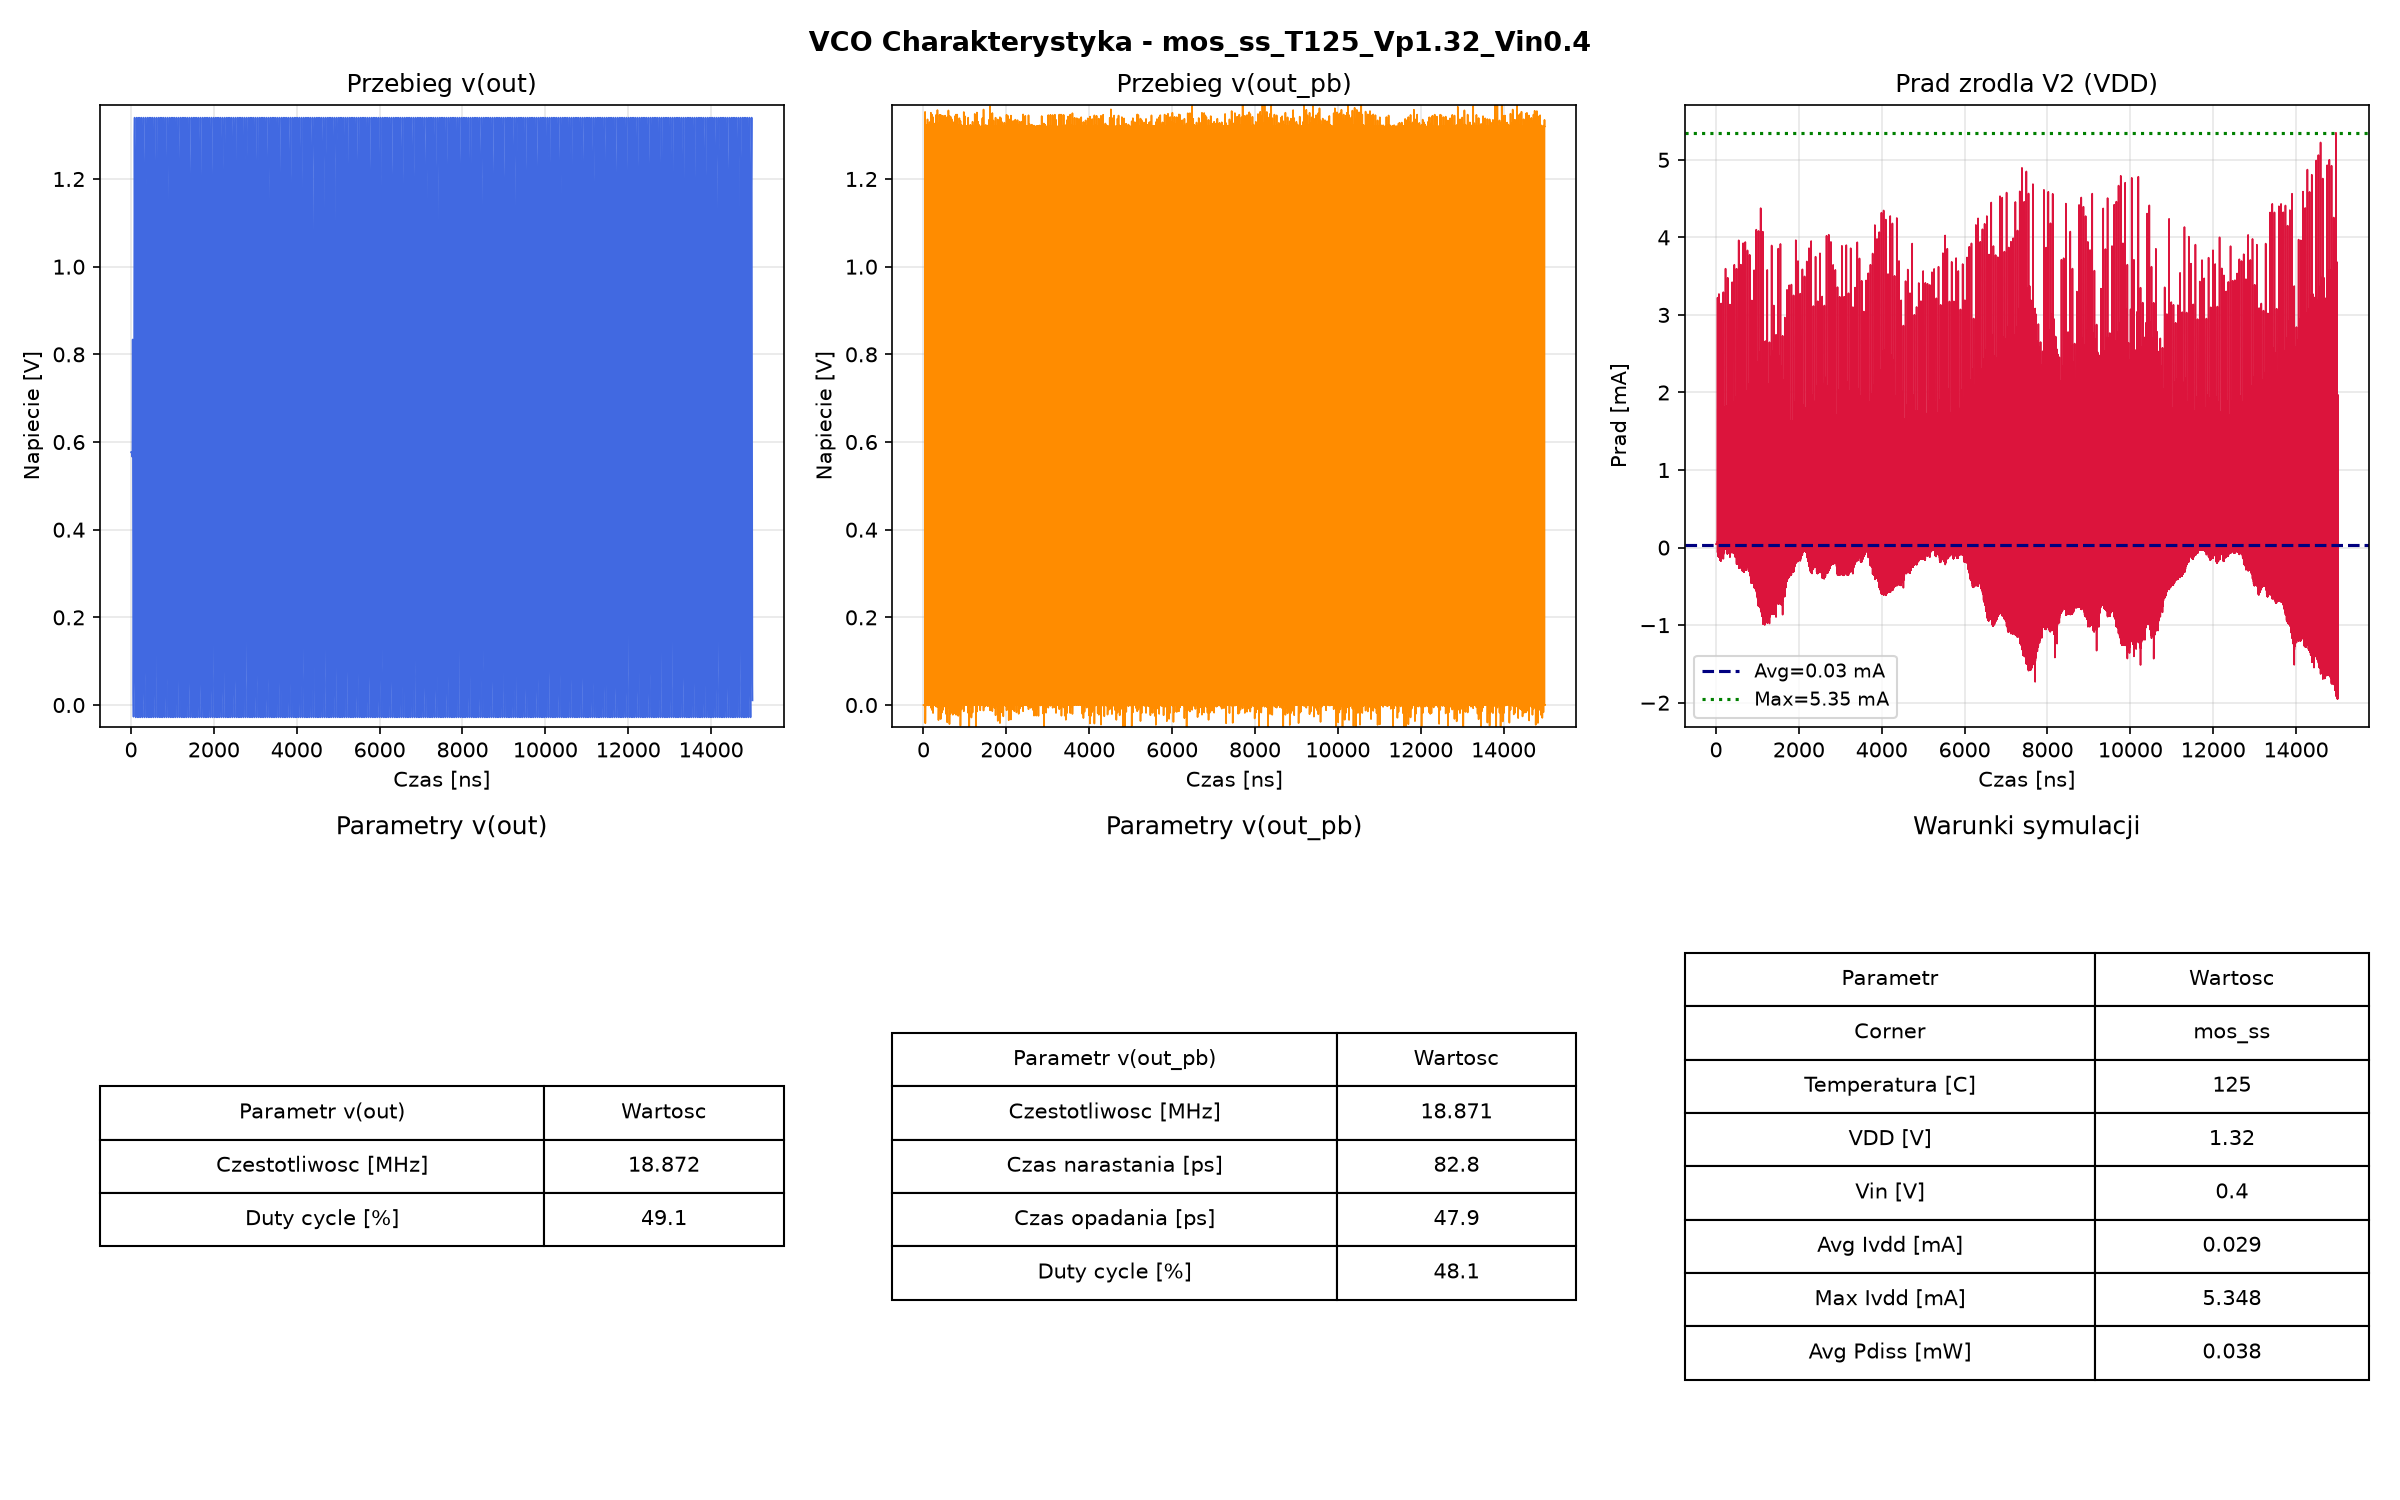 VCO Charakterystyka - mos_ss_T125_Vp1.32_Vin0.4
Przebieg v(out)
Napiecie [V]
1.2
1.0
0.8
0.6
0.4
0.2
0.0
0 2000 4000 6000 8000 10000 12000 14000
Czas [ns]
Przebieg v(out_pb)
Napiecie [V]
1.2
1.0
0.8
0.6
0.4
0.2
0.0
0 2000 4000 6000 8000 10000 12000 14000
Czas [ns]
Prad zrodla V2 (VDD)
Prad [mA]
5
4
3
2
1
0
−1
−2
Avg=0.03 mA
Max=5.35 mA
0 2000 4000 6000 8000 10000 12000 14000
Czas [ns]
Parametry v(out)
Parametr v(out) Wartosc
Czestotliwosc [MHz] 18.872
Duty cycle [%] 49.1
Parametry v(out_pb)
Parametr v(out_pb) Wartosc
Czestotliwosc [MHz] 18.871
Czas narastania [ps] 82.8
Czas opadania [ps] 47.9
Duty cycle [%] 48.1
Warunki symulacji
Parametr Wartosc
Corner mos_ss
Temperatura [C] 125
VDD [V] 1.32
Vin [V] 0.4
Avg Ivdd [mA] 0.029
Max Ivdd [mA] 5.348
Avg Pdiss [mW] 0.038